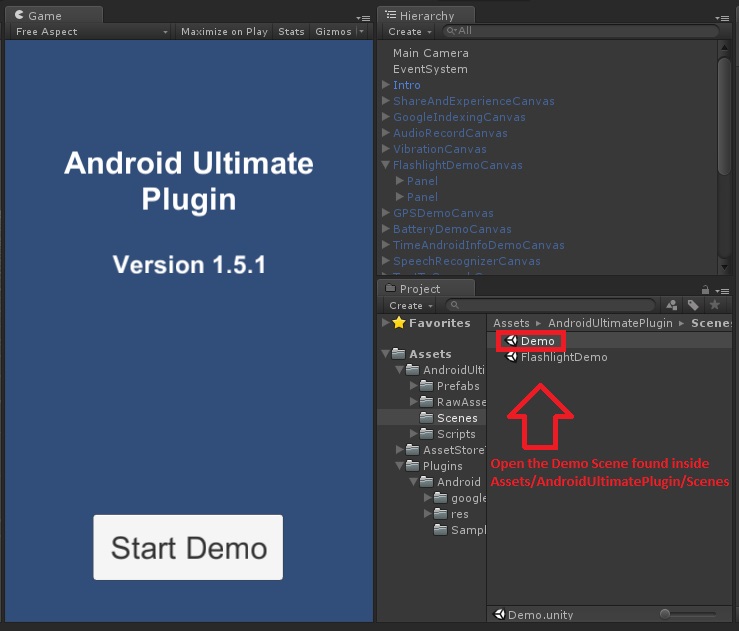 Game
Free Aspect Maximize on Play Stats Gizmos
Android Ultimate
Plugin
Version 1.5.1
Start Demo
Hierarchy
Create All
Main Camera
EventSystem
Intro
ShareAndExperienceCanvas
GoogleIndexingCanvas
AudioRecordCanvas
VibrationCanvas
FlashlightDemoCanvas
Panel
Panel
GPSDemoCanvas
BatteryDemoCanvas
TimeAndroidInfoDemoCanvas
SpeechRecognizerCanvas
Project
Create
Favorites
Assets
AndroidUlti
Prefabs
RawAsse
Scenes
Scripts
AssetStoreT
Plugins
Android
google
res
Sampl
Assets AndroidUltimatePlugin Scenes
Demo
FlashlightDemo
Open the Demo Scene found inside
Assets/AndroidUltimatePlugin/Scenes
Demo.unity